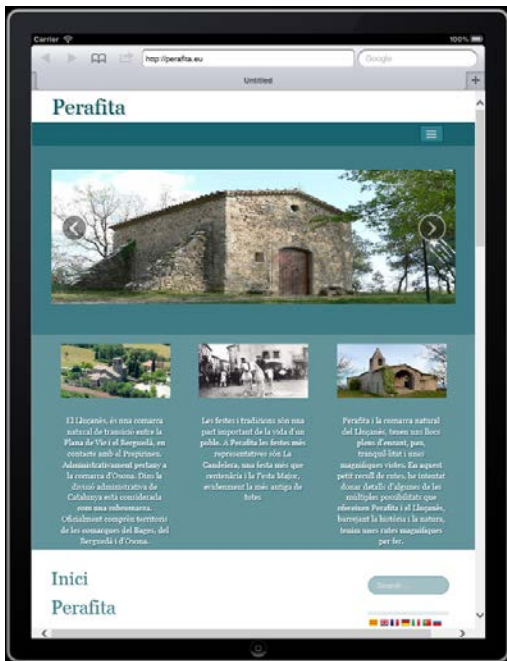 Carrier
100%
http://perafita.eu
Google
Untitled
Perafita
El Lluçanès, és una comarca
natural de transició entre la
Plana de Vic i el Berguedà, en
contacte amb el Prepirineu.
Administrativament pertany a
la comarca d'Osona. Dins la
divisió administrativa de
Catalunya està considerada
com una subcomarca.
Oficialment comprèn territoris
de les comarques del Bages, del
Berguedà i d'Osona.
Les festes i tradicions són una
part important de la vida d'un
poble. A Perafita les festes més
representatives són La
Candelera, una festa més que
centenària i la Festa Major,
evidenment la més antiga de
totes
Perafita i la comarca natural
del Lluçanès, tenen uns llocs
plens d'encant, pau,
tranquil·litat i unes
magnífiques vistes. En aquest
petit recull de rutes, he intentat
donar detalls d'algunes de les
múltiples possibilitats que
ofereixen Perafita i el Lluçanès,
barrejant la història i la natura,
tenim unes rutes magnífiques
per fer.
Inici
Search ...
Perafita